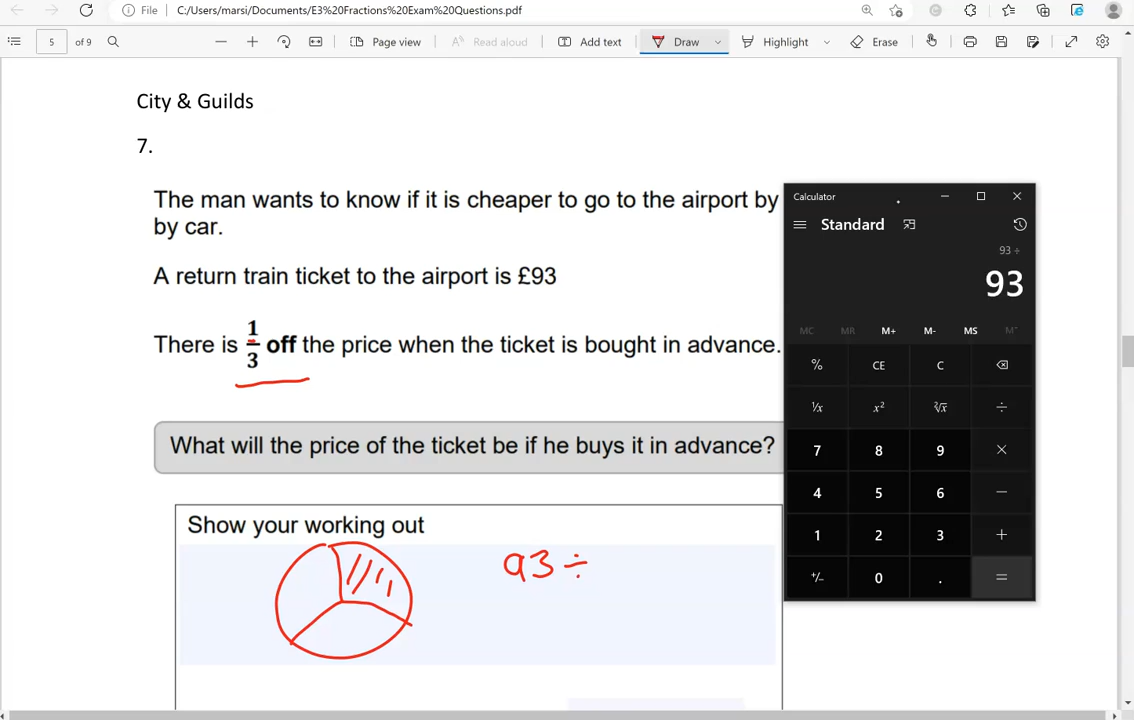 File C:/Users/marsi/Documents/E3%20Fractions%20Exam%20Questions.pdf
5 of 9 Page view Read aloud Add text Draw Highlight Erase
City & Guilds
7.
The man wants to know if it is cheaper to go to the airport by
by car.
A return train ticket to the airport is £93
There is 1/3 off the price when the ticket is bought in advance.
What will the price of the ticket be if he buys it in advance?
Show your working out
93 ÷
Calculator
Standard
93 ÷
93
MC MR M+ M- MS M˅
% CE C
¹/x x² ²√x ÷
7 8 9 ×
4 5 6 −
1 2 3 +
+/- 0 . =